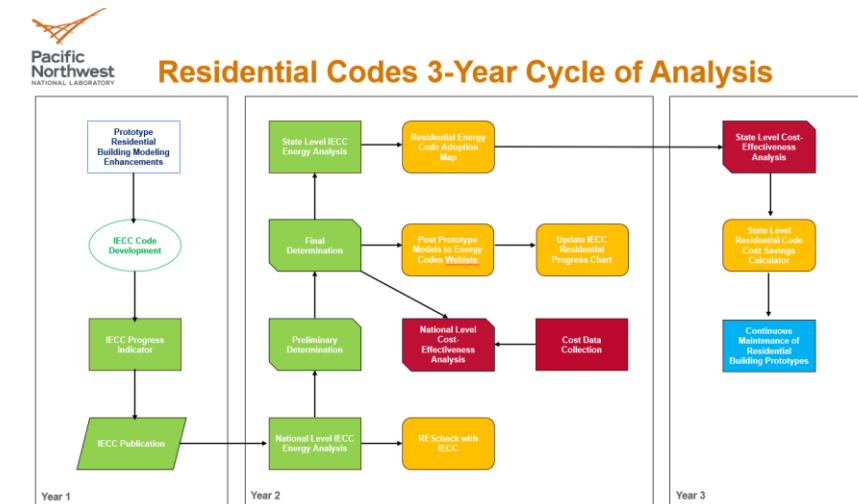 Pacific
Northwest
NATIONAL LABORATORY
Residential Codes 3-Year Cycle of Analysis
Prototype
Residential
Building Modeling
Enhancements
IECC Code
Development
IECC Progress
Indicator
IECC Publication
Year 1
State Level IECC
Energy Analysis
Residential Energy
Code Adoption
Map
Final
Determination
Post Prototype
Models to Energy
Codes Webiste
Update IECC
Residential
Progress Chart
Preliminary
Determination
National Level
Cost-
Effectiveness
Analysis
Cost Data
Collection
National Level IECC
Energy Analysis
REScheck with
IECC
Year 2
State Level Cost-
Effectiveness
Analysis
State Level
Residential Code
Cost Savings
Calculator
Continuous
Maintenance of
Residential
Building Prototypes
Year 3